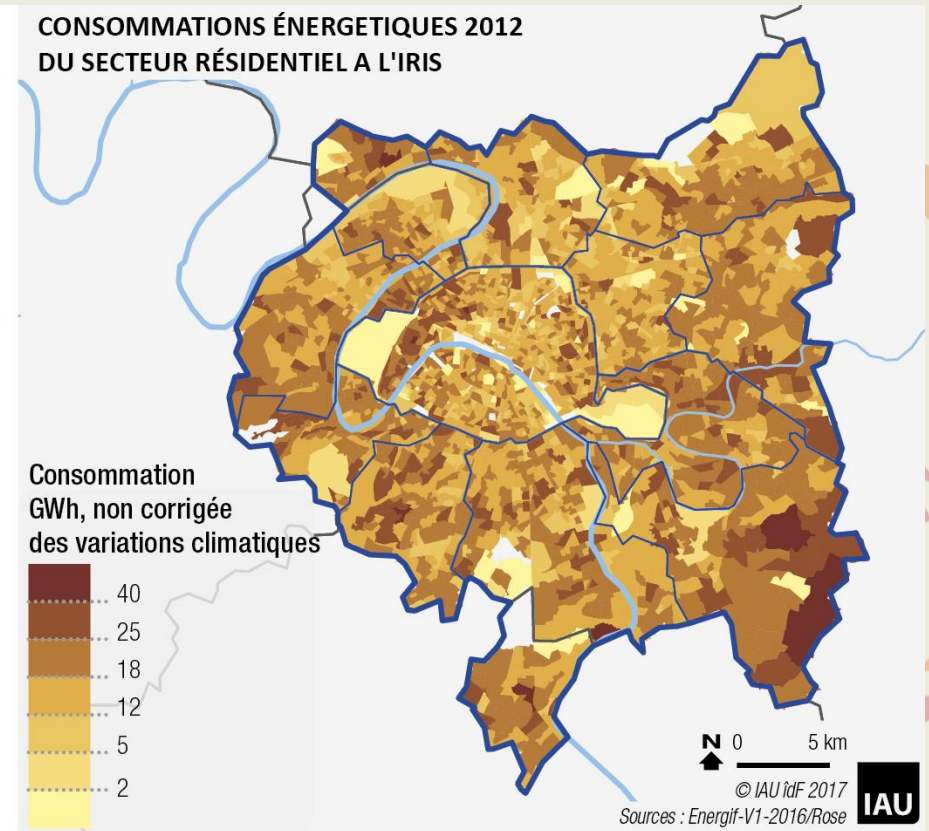 CONSOMMATIONS ÉNERGETIQUES 2012
DU SECTEUR RÉSIDENTIEL A L'IRIS
Consommation
GWh, non corrigée
des variations climatiques
40
25
18
12
5
2
N 0 5 km
© IAU îdF 2017
Sources : Energif-V1-2016/Rose
IAU